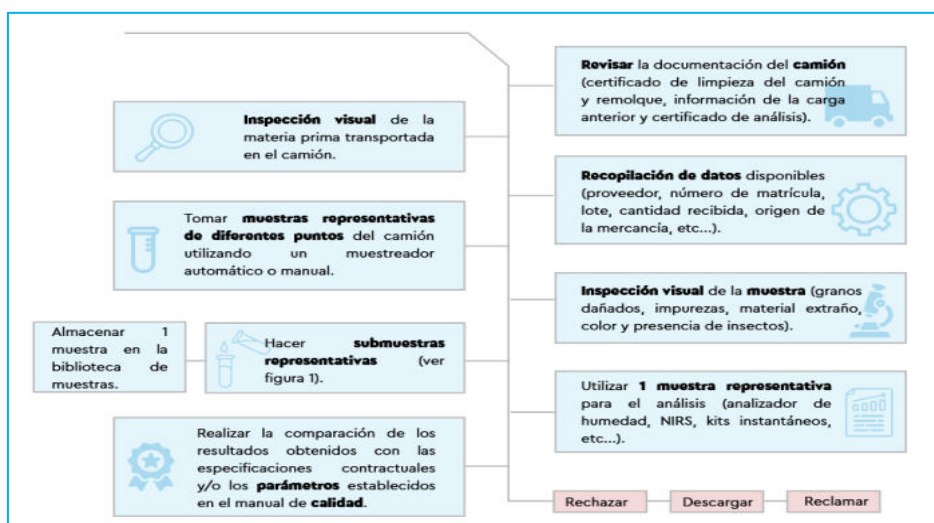 Revisar la documentación del camión
(certificado de limpieza del camión
y remolque, información de la carga
anterior y certificado de análisis).
Inspección visual de la
materia prima transportada
en el camión.
Recopilación de datos disponibles
(proveedor, número de matrícula,
lote, cantidad recibida, origen de
la mercancía, etc...).
Tomar muestras representativas
de diferentes puntos del camión
utilizando un muestreador
automático o manual.
Inspección visual de la muestra (granos
dañados, impurezas, material extraño,
color y presencia de insectos).
Hacer submuestras
representativas (ver
figura 1).
Almacenar 1
muestra en la
biblioteca de
muestras.
Utilizar 1 muestra representativa
para el análisis (analizador de
humedad, NIRS, kits instantáneos,
etc...).
Realizar la comparación de los
resultados obtenidos con las
especificaciones contractuales
y/o los parámetros establecidos
en el manual de calidad.
Rechazar
Descargar
Reclamar